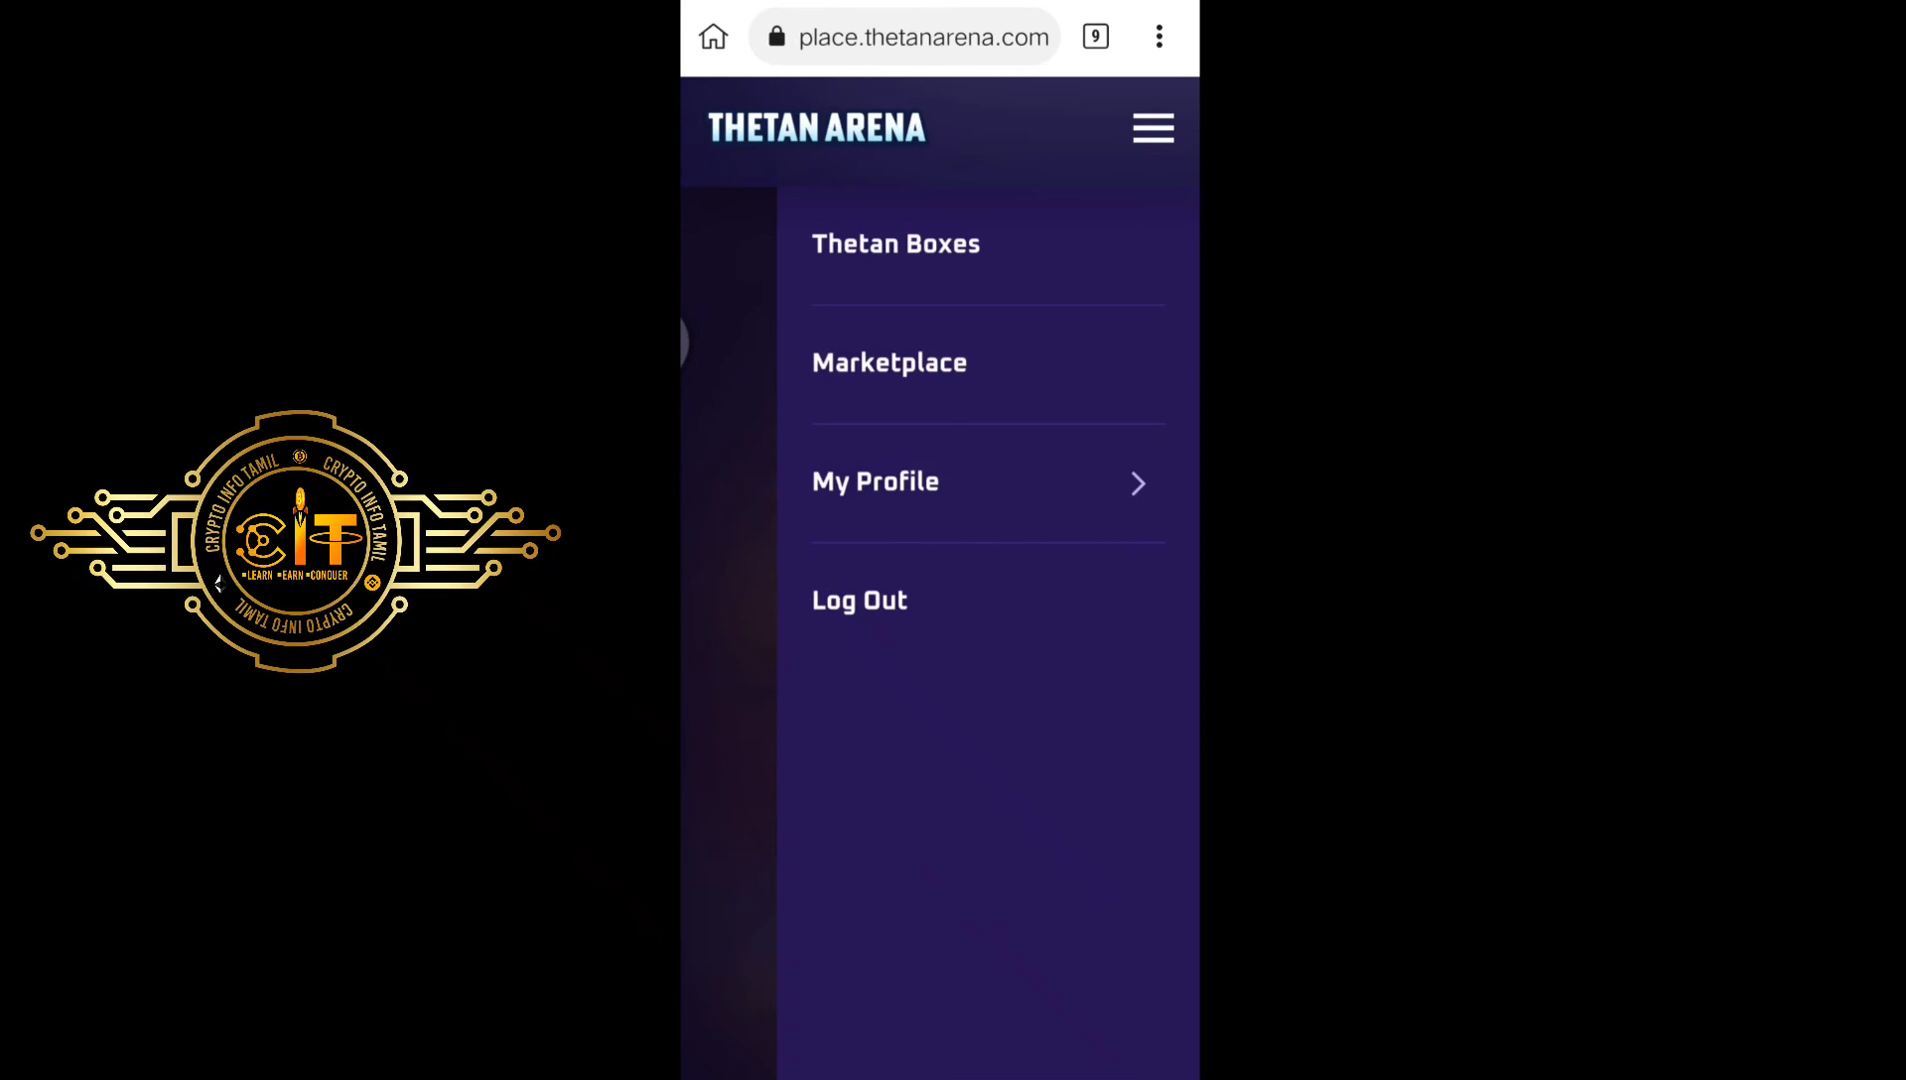 place.thetanarena.com
9
THETAN ARENA
Thetan Boxes
Marketplace
My Profile
Log Out
CRYPTO INFO TAMIL
CRYPTO INFO TAMIL
CIT
▪LEARN ▪EARN ▪CONQUER
CRYPTO INFO TAMIL